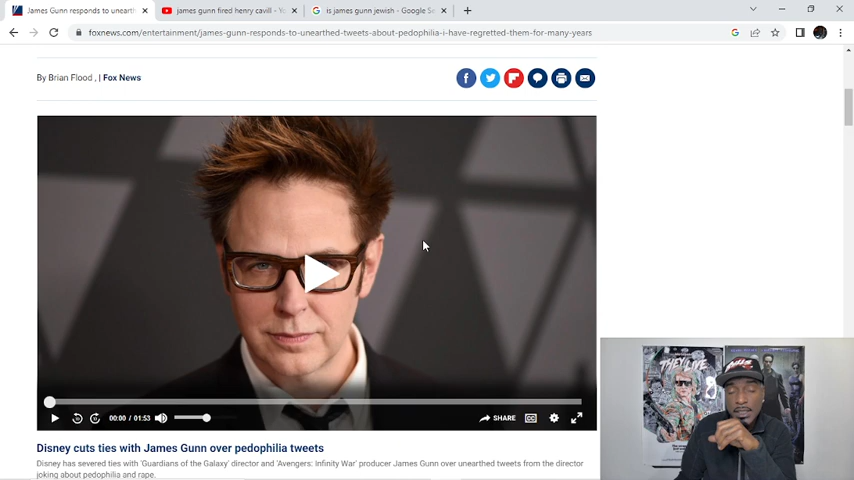 James Gunn responds to unearth
james gunn fired henry cavill - Yo
is james gunn jewish - Google Se
foxnews.com/entertainment/james-gunn-responds-to-unearthed-tweets-about-pedophilia-i-have-regretted-them-for-many-years
By Brian Flood , | Fox News
00:00 / 01:53
SHARE
CC
Disney cuts ties with James Gunn over pedophilia tweets
Disney has severed ties with 'Guardians of the Galaxy' director and 'Avengers: Infinity War' producer James Gunn over unearthed tweets from the director
joking about pedophilia and rape.
THEY LIVE